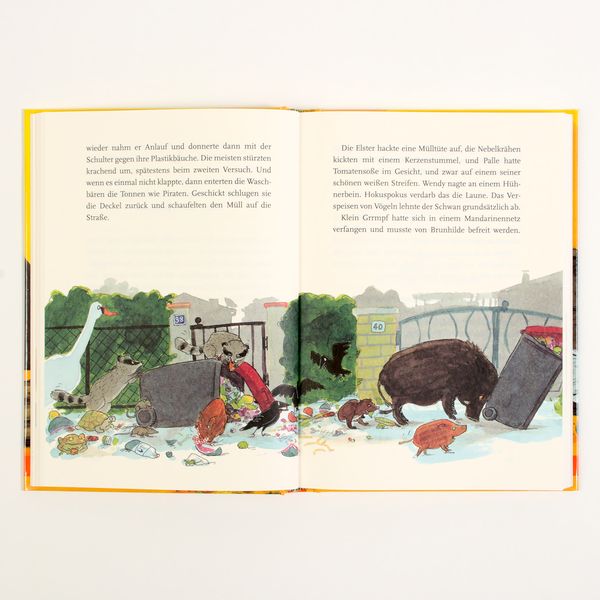 wieder nahm er Anlauf und donnerte dann mit der
Schulter gegen ihre Plastikbäuche. Die meisten stürzten
krachend um, spätestens beim zweiten Versuch. Und
wenn es einmal nicht klappte, dann enterten die Wasch-
bären die Tonnen wie Piraten. Geschickt schlugen sie
die Deckel zurück und schaufelten den Müll auf die
Straße.
Die Elster hackte eine Mülltüte auf, die Nebelkrähen
kickten mit einem Kerzenstummel, und Palle hatte
Tomatensoße im Gesicht, und zwar auf einem seiner
schönen weißen Streifen. Wendy nagte an einem Hüh-
nerbein. Hokuspokus verdarb das die Laune. Das Ver-
speisen von Vögeln lehnte der Schwan grundsätzlich ab.
Klein Grrmpf hatte sich in einem Mandarinennetz
verfangen und musste von Brunhilde befreit werden.
39
40